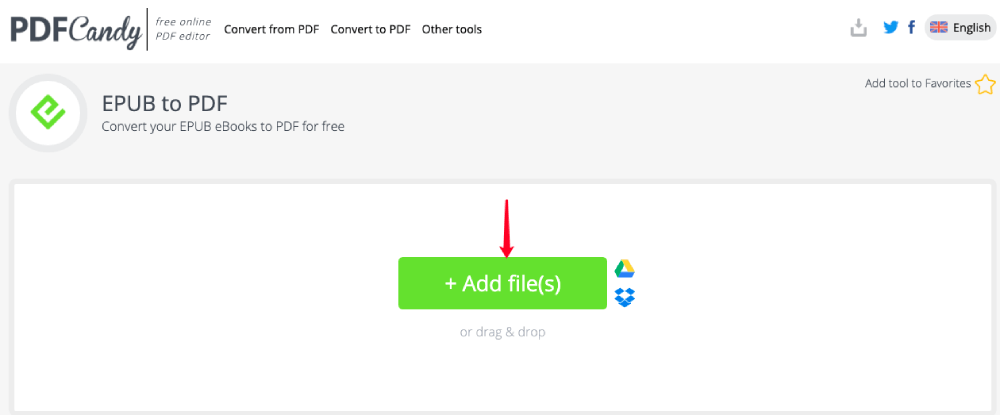 PDFCandy
free online
PDF editor
Convert from PDF Convert to PDF Other tools
English
Add tool to Favorites
EPUB to PDF
Convert your EPUB eBooks to PDF for free
+ Add file(s)
or drag & drop